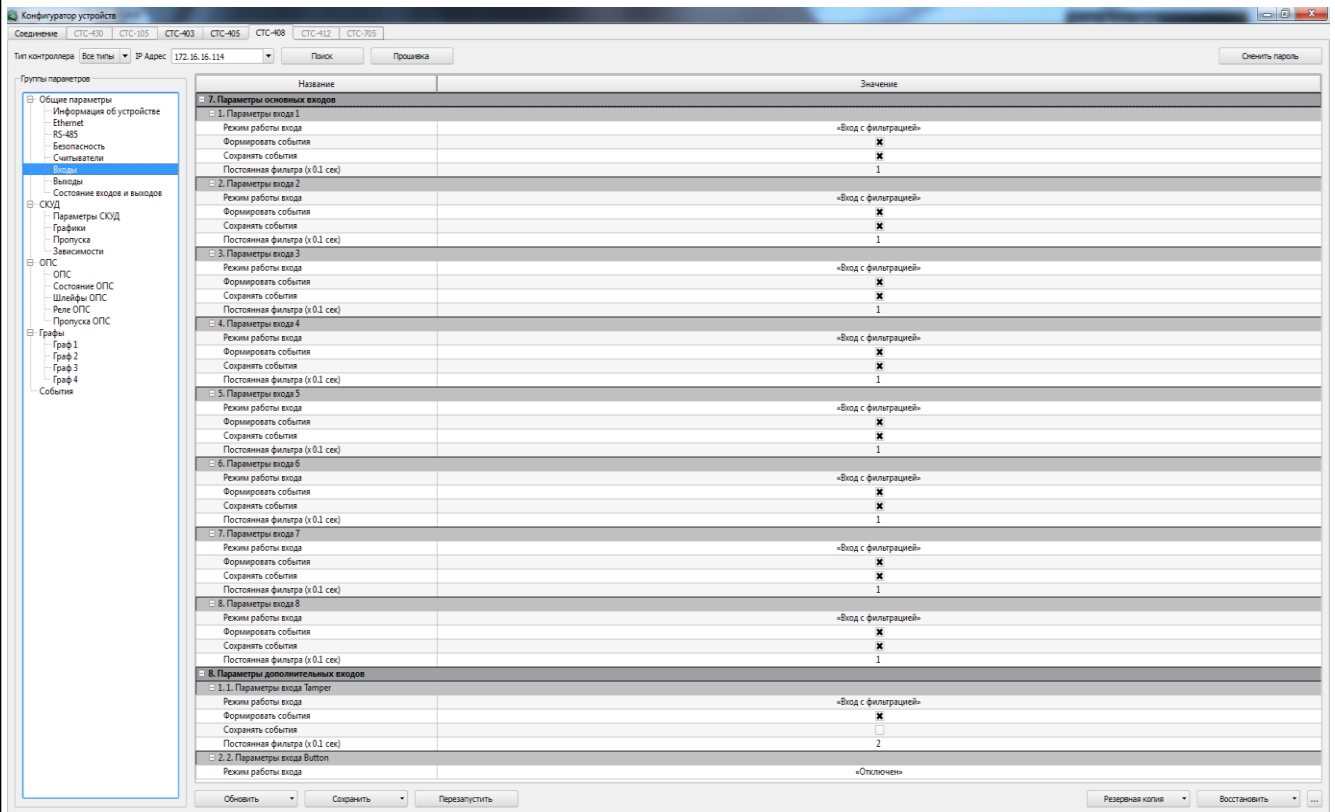 Конфигуратор устройств
Соединение СТС-430 СТС-105 СТС-403 СТС-405 СТС-408 СТС-412 СТС-705
Тип контроллера Все типы IP Адрес 172.16.16.114 Поиск Прошивка Сменить пароль
Группы параметров
Общие параметры
Информация об устройстве
Ethernet
RS-485
Безопасность
Считыватели
Входы
Выходы
Состояние входов и выходов
СКУД
Параметры СКУД
Графики
Пропуска
Зависимости
ОПС
ОПС
Состояние ОПС
Шлейфы ОПС
Реле ОПС
Пропуска ОПС
Графы
Граф 1
Граф 2
Граф 3
Граф 4
События
Название Значение
7. Параметры основных входов
1. Параметры входа 1
Режим работы входа «Вход с фильтрацией»
Формировать события
Сохранять события
Постоянная фильтра (x 0.1 сек) 1
2. Параметры входа 2
Режим работы входа «Вход с фильтрацией»
Формировать события
Сохранять события
Постоянная фильтра (x 0.1 сек) 1
3. Параметры входа 3
Режим работы входа «Вход с фильтрацией»
Формировать события
Сохранять события
Постоянная фильтра (x 0.1 сек) 1
4. Параметры входа 4
Режим работы входа «Вход с фильтрацией»
Формировать события
Сохранять события
Постоянная фильтра (x 0.1 сек) 1
5. Параметры входа 5
Режим работы входа «Вход с фильтрацией»
Формировать события
Сохранять события
Постоянная фильтра (x 0.1 сек) 1
6. Параметры входа 6
Режим работы входа «Вход с фильтрацией»
Формировать события
Сохранять события
Постоянная фильтра (x 0.1 сек) 1
7. Параметры входа 7
Режим работы входа «Вход с фильтрацией»
Формировать события
Сохранять события
Постоянная фильтра (x 0.1 сек) 1
8. Параметры входа 8
Режим работы входа «Вход с фильтрацией»
Формировать события
Сохранять события
Постоянная фильтра (x 0.1 сек) 1
8. Параметры дополнительных входов
1. 1. Параметры входа Tamper
Режим работы входа «Вход с фильтрацией»
Формировать события
Сохранять события
Постоянная фильтра (x 0.1 сек) 2
2. 2. Параметры входа Button
Режим работы входа «Отключен»
Обновить Сохранить Перезапустить Резервная копия Восстановить ...